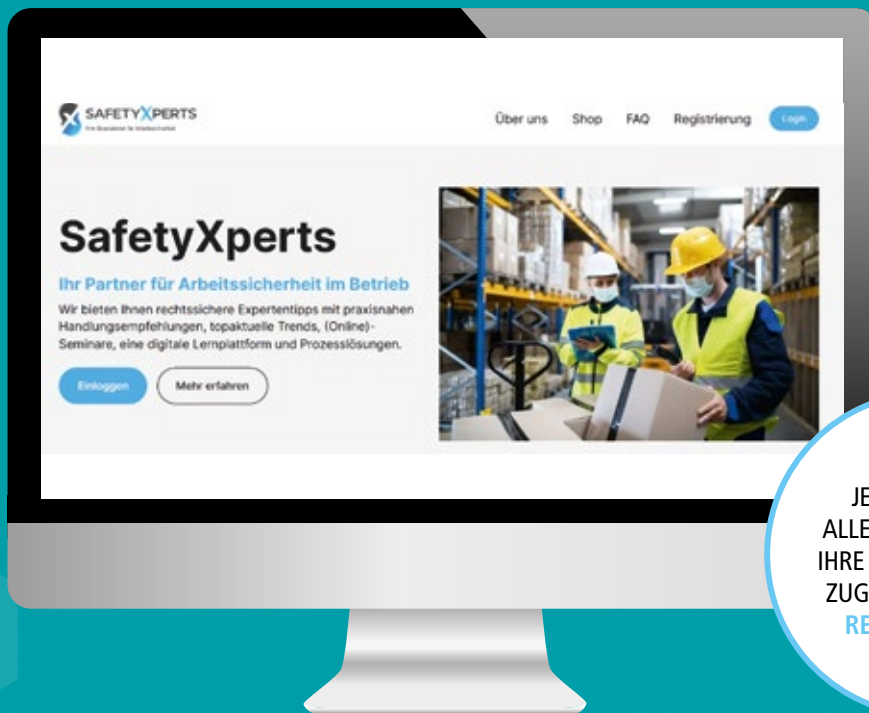 SAFETYXPERTS
Über uns Shop FAQ Registrierung Login
SafetyXperts
Ihr Partner für Arbeitssicherheit im Betrieb
Wir bieten Ihnen rechtssichere Expertentipps mit praxisnahen
Handlungsempfehlungen, topaktuelle Trends, (Online)-
Seminare, eine digitale Lernplattform und Prozesslösungen.
Einloggen Mehr erfahren
JE
ALLE
IHRE
ZUG
RE